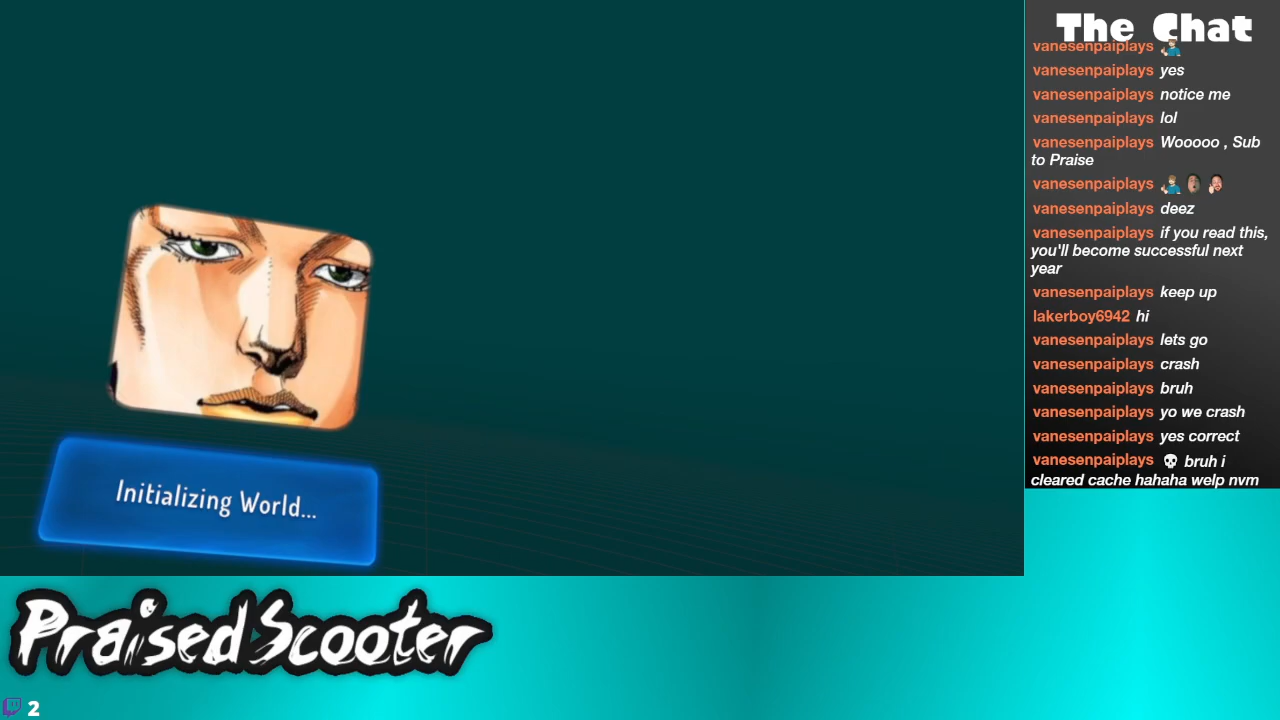 The Chat
vanesenpaiplays
vanesenpaiplays yes
vanesenpaiplays notice me
vanesenpaiplays lol
vanesenpaiplays Wooooo , Sub
to Praise
vanesenpaiplays
vanesenpaiplays deez
vanesenpaiplays if you read this,
you'll become successful next
year
vanesenpaiplays keep up
lakerboy6942 hi
vanesenpaiplays lets go
vanesenpaiplays crash
vanesenpaiplays bruh
vanesenpaiplays yo we crash
vanesenpaiplays yes correct
vanesenpaiplays 💀 bruh i
cleared cache hahaha welp nvm
Initializing World...
PraisedScooter
2